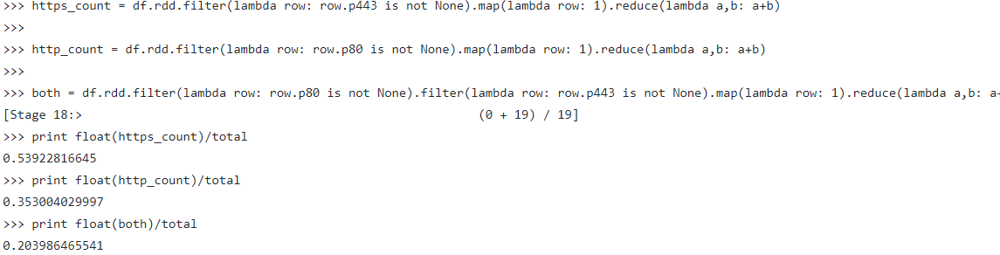 >>> https_count = df.rdd.filter(lambda row: row.p443 is not None).map(lambda row: 1).reduce(lambda a,b: a+b)
>>>
>>> http_count = df.rdd.filter(lambda row: row.p80 is not None).map(lambda row: 1).reduce(lambda a,b: a+b)
>>>
>>> both = df.rdd.filter(lambda row: row.p80 is not None).filter(lambda row: row.p443 is not None).map(lambda row: 1).reduce(lambda a,b: a
[Stage 18:> (0 + 19) / 19]
>>> print float(https_count)/total
0.53922816645
>>> print float(http_count)/total
0.353004029997
>>> print float(both)/total
0.203986465541